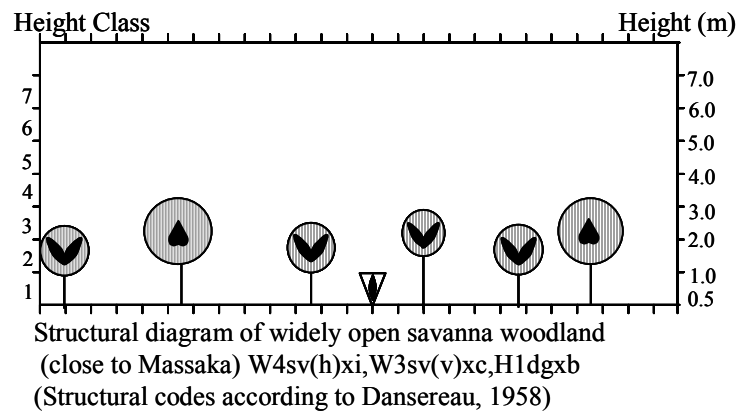 Height Class Height (m)
7 7.0
6 6.0
5 5.0
4 4.0
3 3.0
2 2.0
1 1.0
0.5
Structural diagram of widely open savanna woodland
(close to Massaka) W4sv(h)xi,W3sv(v)xc,H1dgxb
(Structural codes according to Dansereau, 1958)